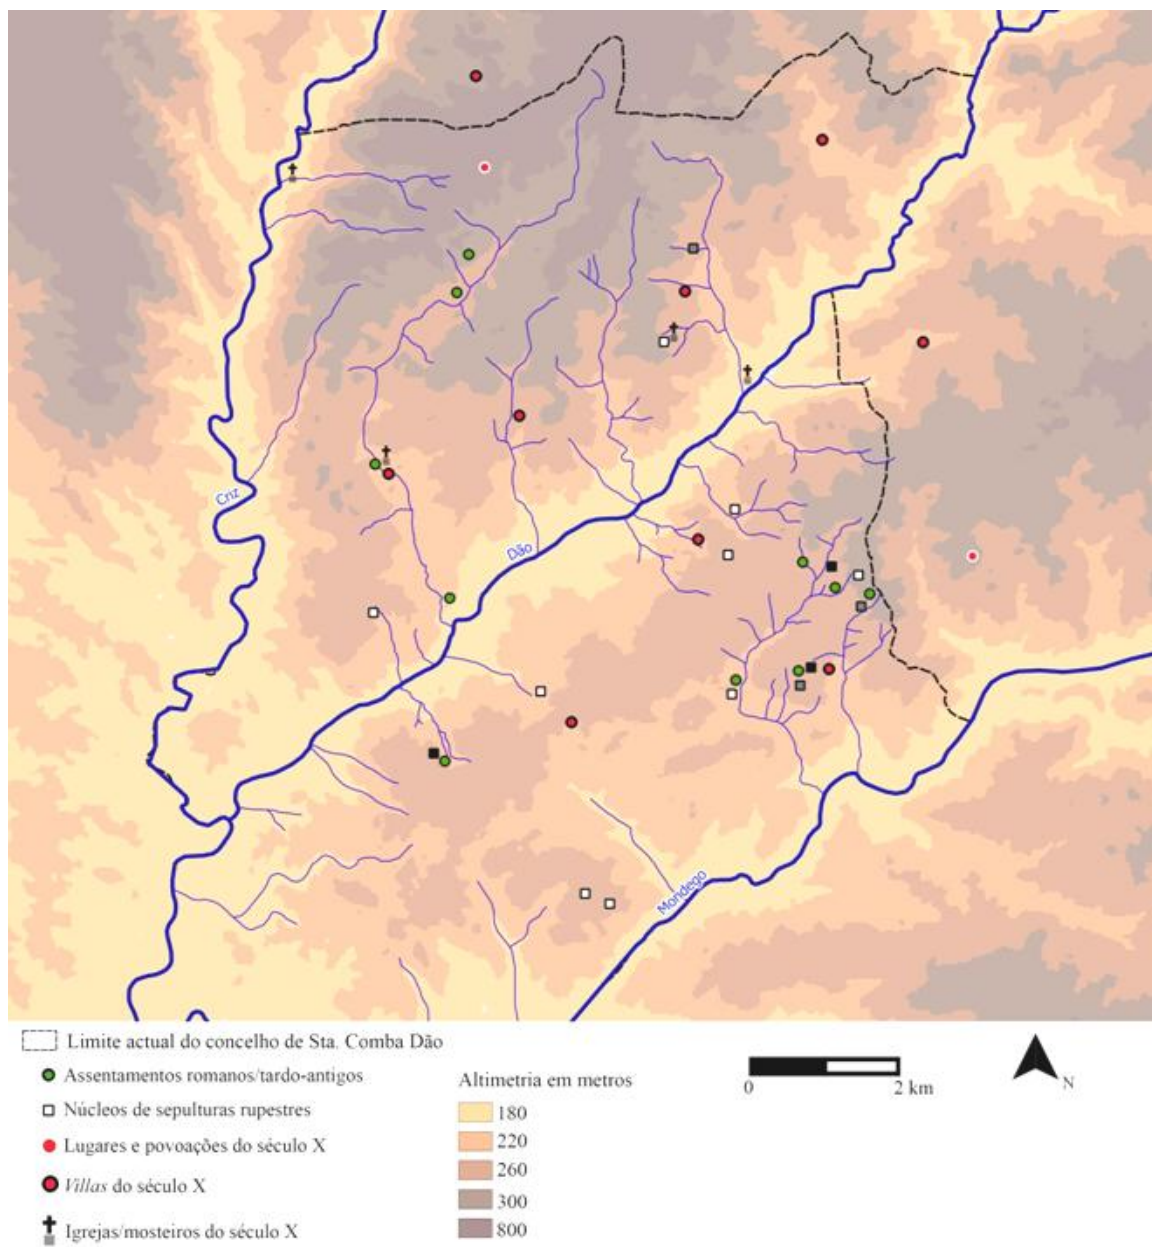 Criz
Dão
Mondego
Limite actual do concelho de Sta. Comba Dão
Assentamentos romanos/tardo-antigos
Núcleos de sepulturas rupestres
Lugares e povoações do século X
Villas do século X
Igrejas/mosteiros do século X
Altimetria em metros
180
220
260
300
800
0 2 km
N